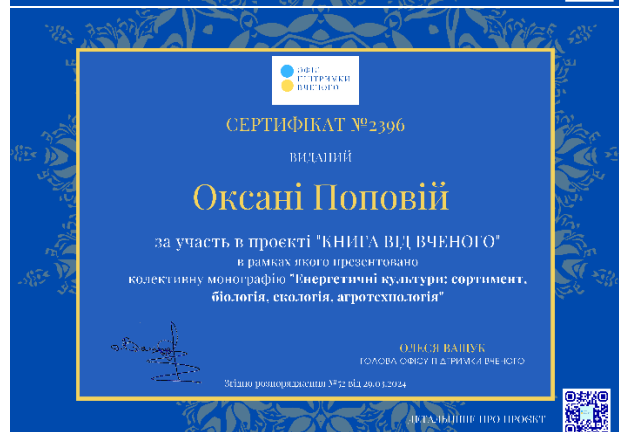 ОФІС
ПІДТРИМКИ
ВЧЕНОГО
СЕРТИФІКАТ №2396
ВИДАНИЙ
Оксані Поповій
за участь в проєкті "КНИГА ВІД ВЧЕНОГО"
в рамках якого презентовано
колективну монографію "Енергетичні культури: сортимент,
біологія, екологія, агротехнологія"
ОЛЕСЯ ВАЩУК
ГОЛОВА ОФІСУ ПІДТРИМКИ ВЧЕНОГО
Згідно розпорядження №52 від 29.03.2024
ДЕТАЛЬНІШЕ ПРО ПРОЄКТ